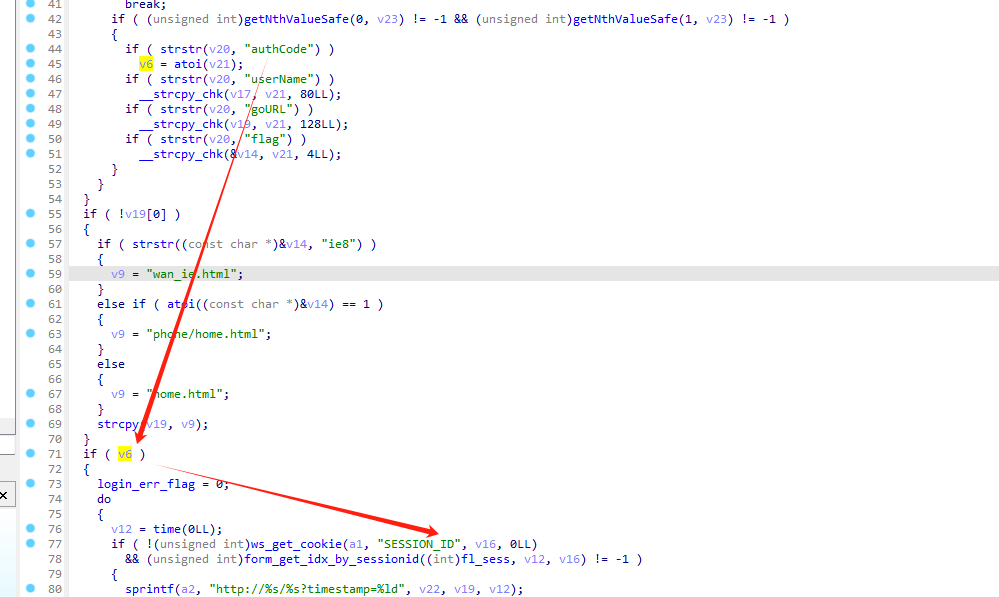 41 break;
42 if ( (unsigned int)getNthValueSafe(0, v23) != -1 && (unsigned int)getNthValueSafe(1, v23) != -1 )
43 {
44 if ( strstr(v20, "authCode") )
45 v6 = atoi(v21);
46 if ( strstr(v20, "userName") )
47 __strcpy_chk(v17, v21, 80LL);
48 if ( strstr(v20, "goURL") )
49 __strcpy_chk(v19, v21, 128LL);
50 if ( strstr(v20, "flag") )
51 __strcpy_chk(&v14, v21, 4LL);
52 }
53 }
54 }
55 if ( !v19[0] )
56 {
57 if ( strstr((const char *)&v14, "ie8") )
58 {
59 v9 = "wan_ie.html";
60 }
61 else if ( atoi((const char *)&v14) == 1 )
62 {
63 v9 = "phone/home.html";
64 }
65 else
66 {
67 v9 = "home.html";
68 }
69 strcpy(v19, v9);
70 }
71 if ( v6 )
72 {
73 login_err_flag = 0;
74 do
75 {
76 v12 = time(0LL);
77 if ( !(unsigned int)ws_get_cookie(a1, "SESSION_ID", v16, 0LL)
78 && (unsigned int)form_get_idx_by_sessionid((int)fl_sess, v12, v16) != -1 )
79 {
80 sprintf(a2, "http://%s/%s?timestamp=%ld", v22, v19, v12);